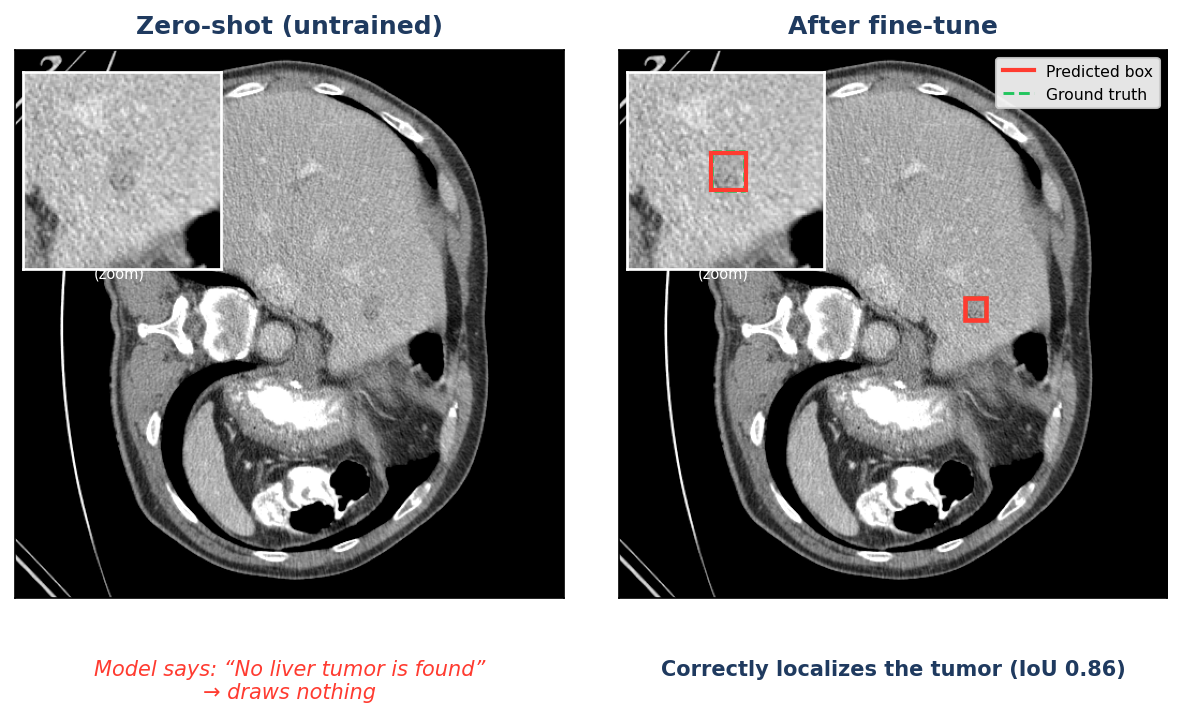 Zero-shot (untrained)
After fine-tune
Predicted box
Ground truth
(zoom)
(zoom)
Model says: “No liver tumor is found”
→ draws nothing
Correctly localizes the tumor (IoU 0.86)